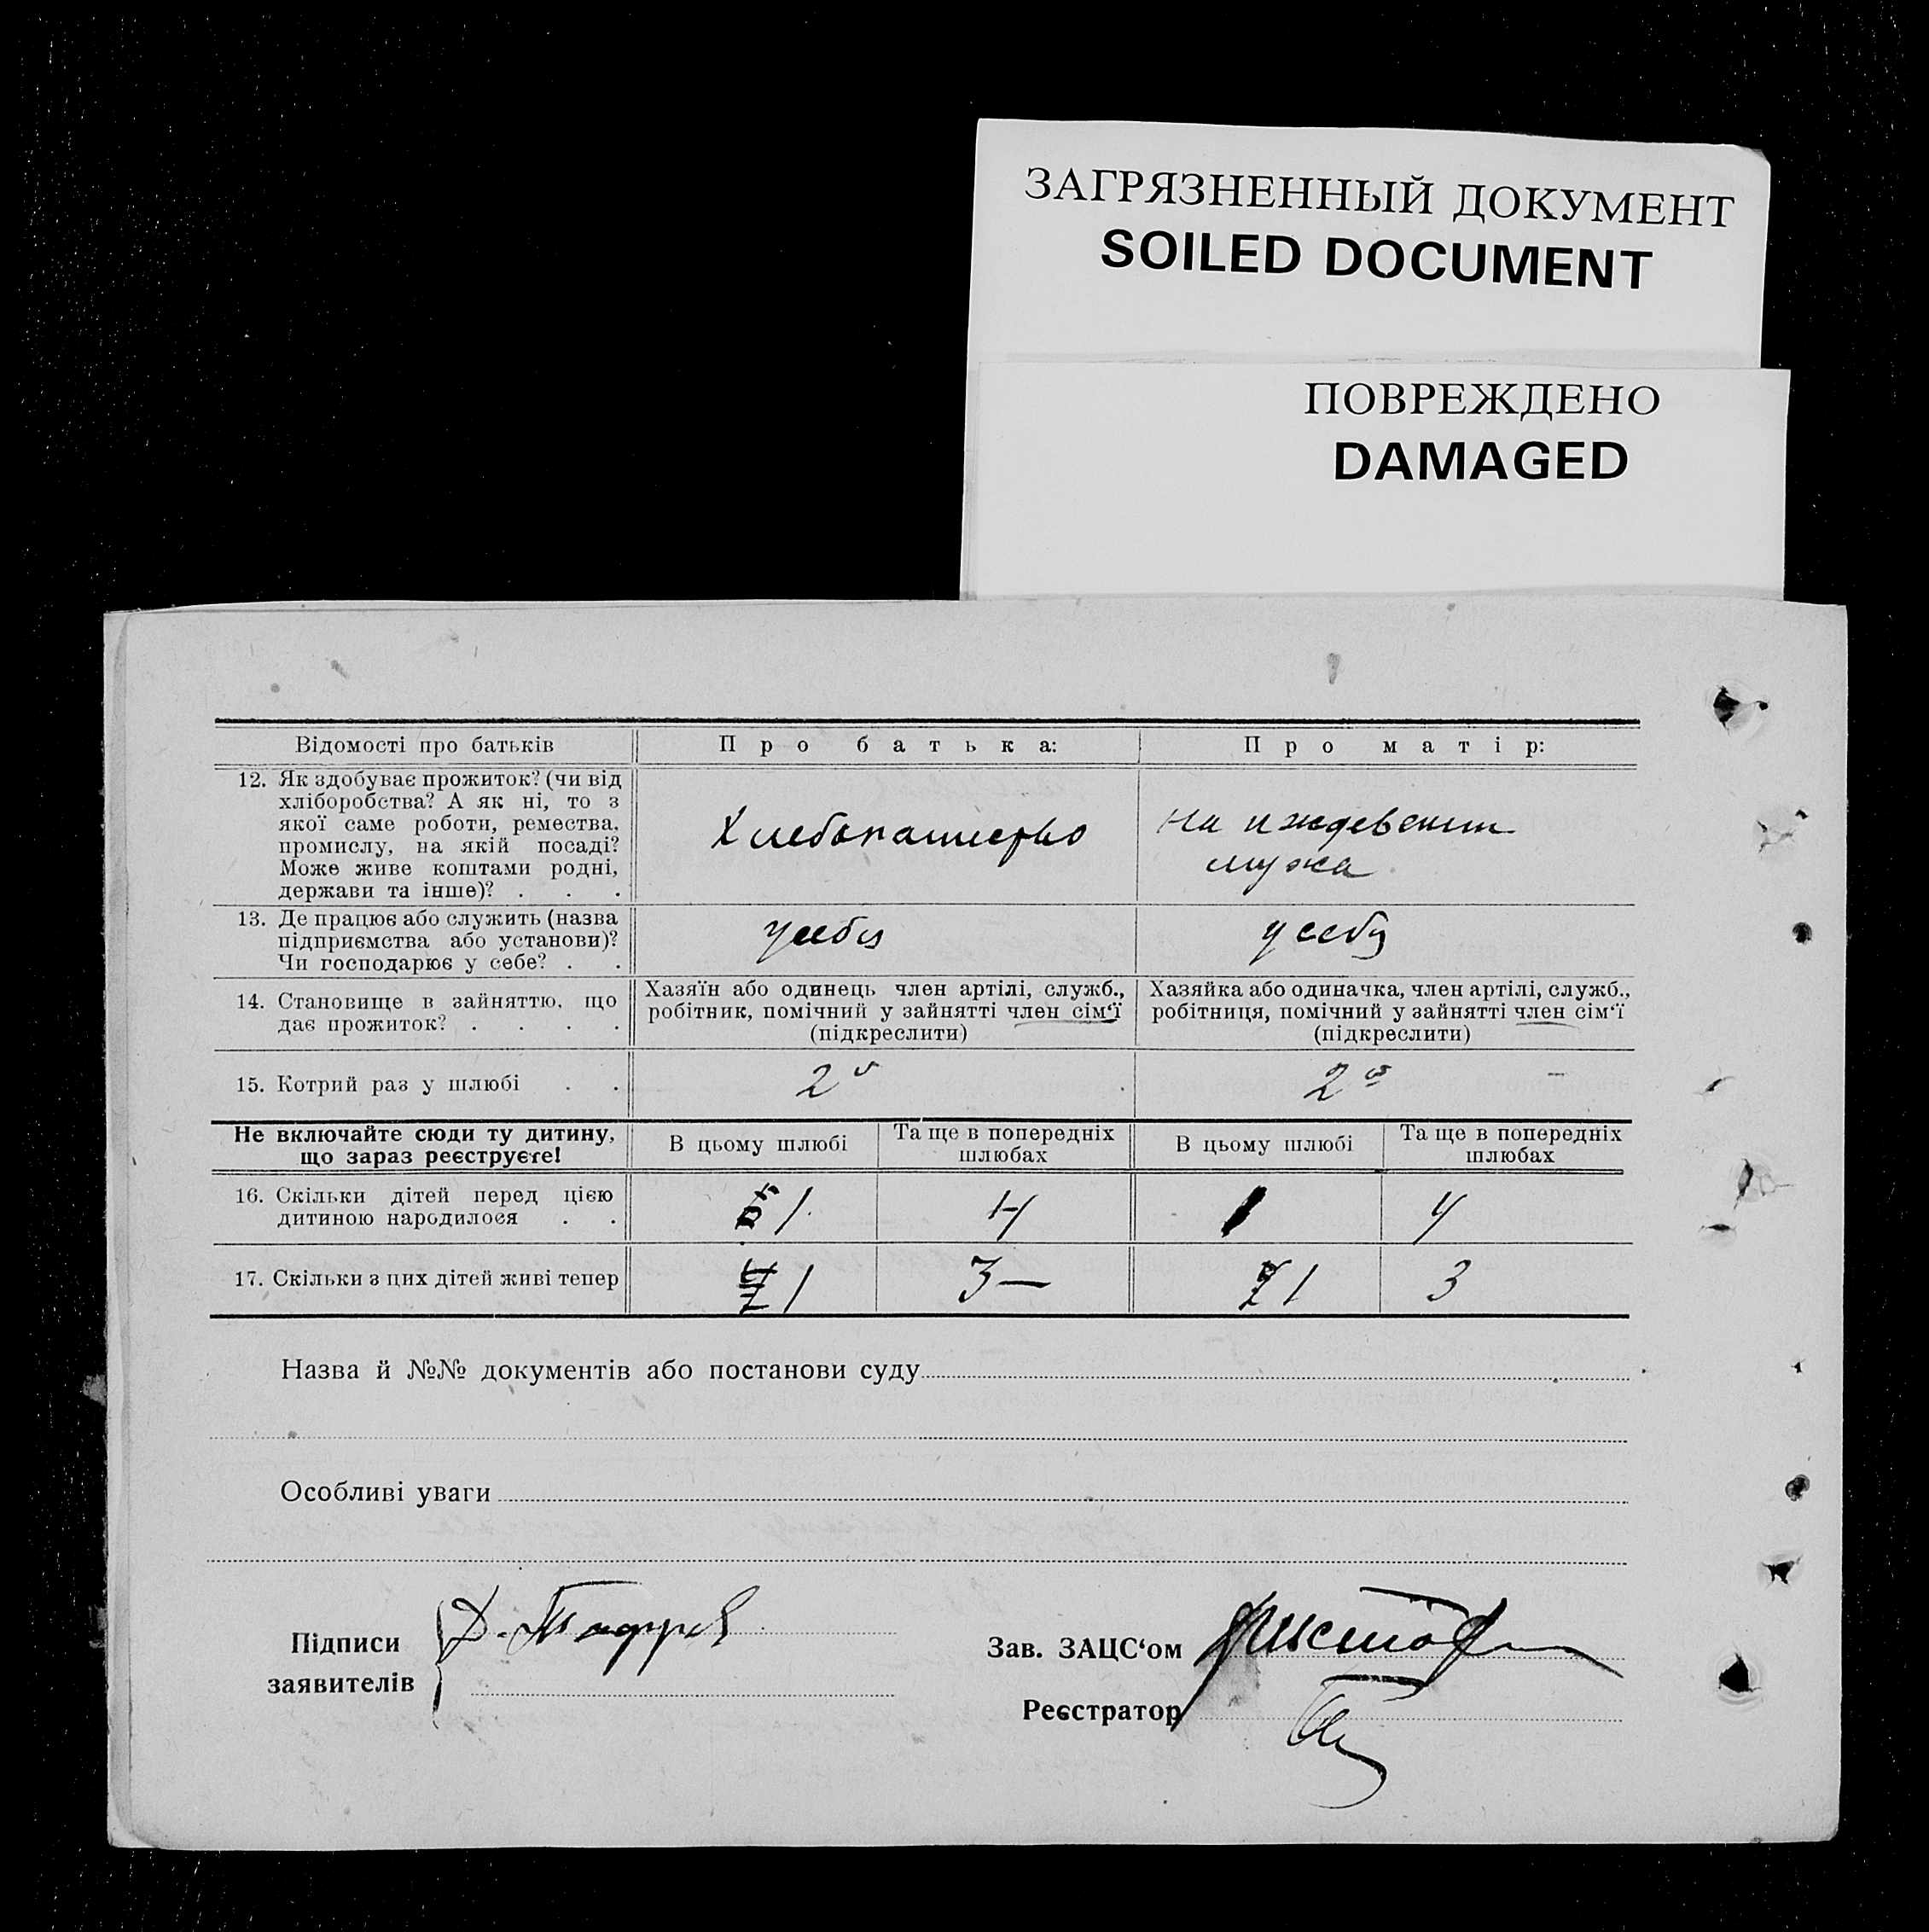 ЗАГРЯЗНЕННЫЙ ДОКУМЕНТ
SOILED DOCUMENT
ПОВРЕЖДЕНО
DAMAGED
Відомості про батьків
Про батька:
Про матір:
12. Як здобуває прожиток? (чи від
хліборобства? А як ні, то з
якої саме роботи, ремества,
промислу, на якій посаді?
Може живе коштами родні,
держави та інше)? . . .
Хлебопашество
на иждевении
мужа
13. Де працює або служить (назва
підприємства або установи)?
Чи господарює у себе? . .
у себя
у себя
14. Становище в зайняттю, що
дає прожиток? . . . .
Хазяїн або одинець член артілі, служб.,
робітник, помічний у зайнятті член сім‘ї
(підкреслити)
Хазяйка або одиначка, член артілі, служб.,
робітниця, помічний у зайнятті член сім‘ї
(підкреслити)
15. Котрий раз у шлюбі . .
2й
2й
Не включайте сюди ту дитину,
що зараз реєструєте!
В цьому шлюбі
Та ще в попередніх
шлюбах
В цьому шлюбі
Та ще в попередніх
шлюбах
16. Скільки дітей перед цією
дитиною народилося . .
1
4
1
4
17. Скільки з цих дітей живі тепер
1
3 —
1
3
Назва й №№ документів або постанови суду
Особливі уваги
Підписи
заявителів
Д.
Зав. ЗАЦС‘ом
Реєстратор